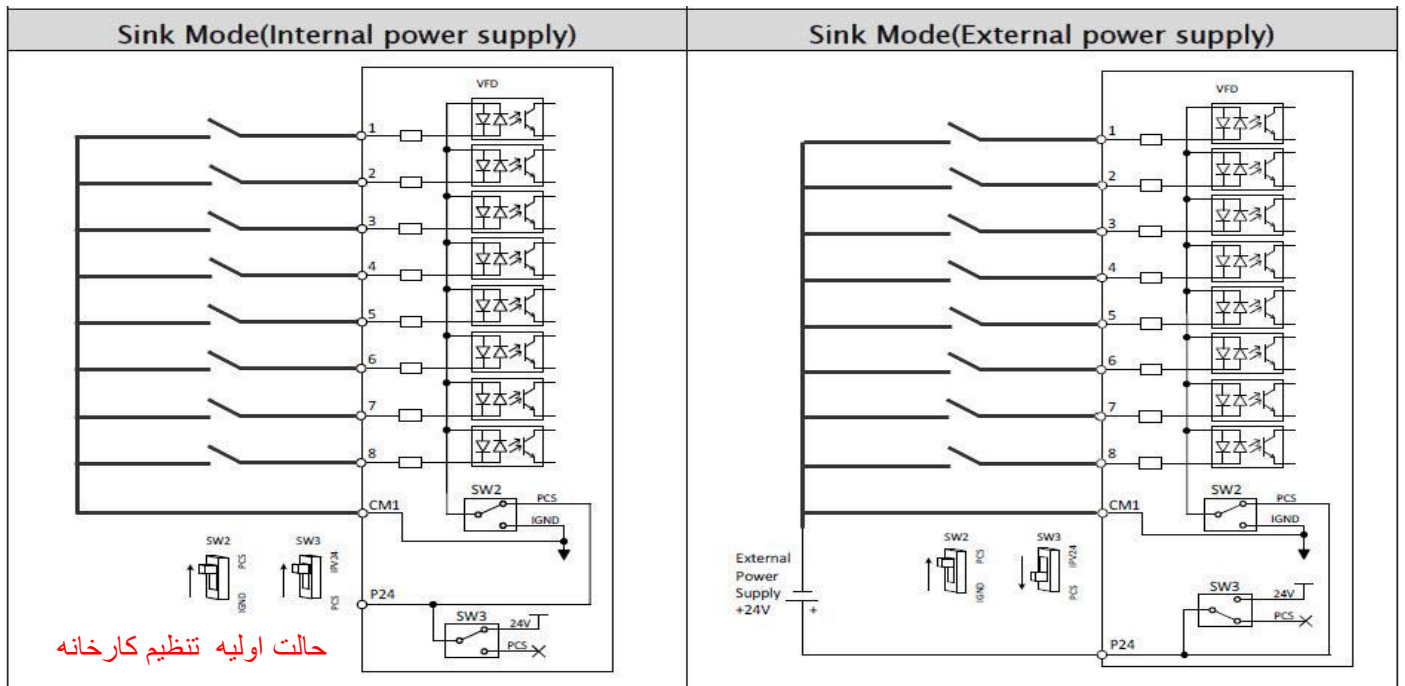 Sink Mode(Internal power supply)
VFD
1
2
3
4
5
6
7
8
SW2
PCS
IGND
CM1
SW2
PCS
IGND
SW3
IPV24
PCS
P24
SW3
24V
PCS
حالت اولیه تنظیم کارخانه
Sink Mode(External power supply)
VFD
1
2
3
4
5
6
7
8
SW2
PCS
IGND
CM1
SW2
PCS
IGND
SW3
IPV24
PCS
External
Power
Supply
+24V
+
SW3
24V
PCS
P24